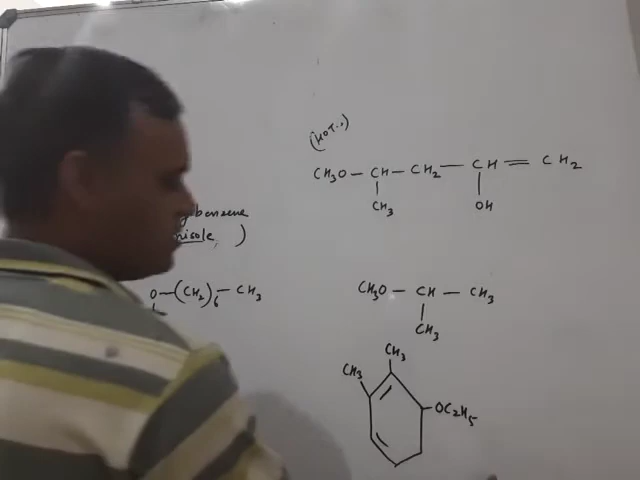 (HOT..)
CH3O — CH — CH2 — CH = CH2
CH3
OH
benzene
nisole, )
O — (CH2)6 — CH3
CH3O — CH — CH3
CH3
CH3
CH3
OC2H5